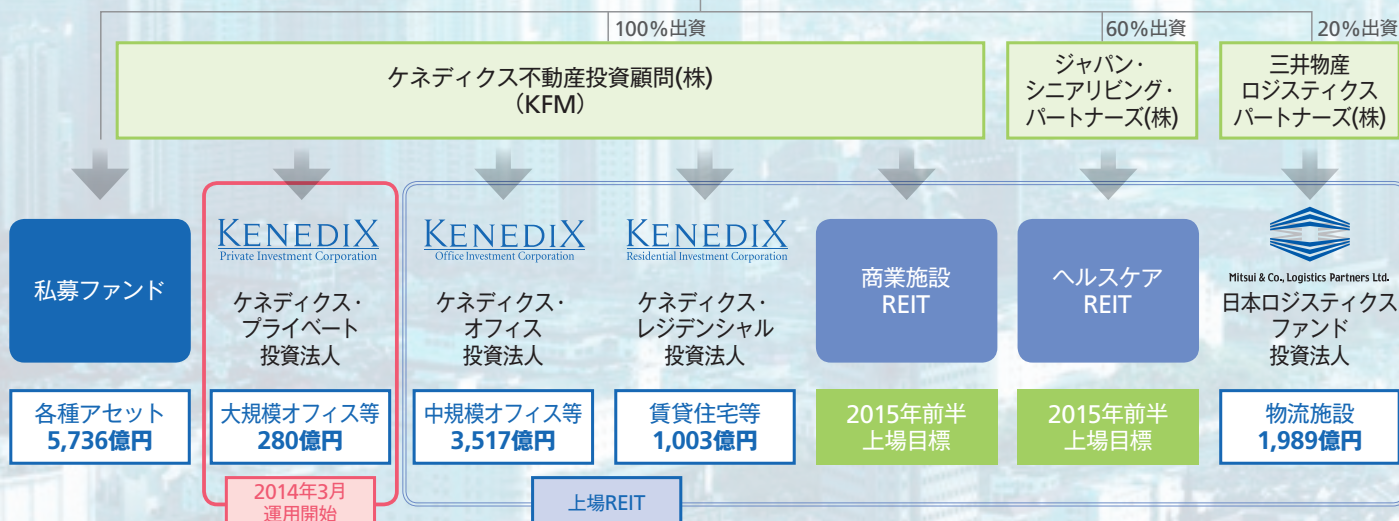 100%出資
60%出資
20%出資
ケネディクス不動産投資顧問(株)
（KFM）
ジャパン・
シニアリビング・
パートナーズ(株)
三井物産
ロジスティクス
パートナーズ(株)
私募ファンド
KENEDIX
Private Investment Corporation
ケネディクス・
プライベート
投資法人
KENEDIX
Office Investment Corporation
ケネディクス・
オフィス
投資法人
KENEDIX
Residential Investment Corporation
ケネディクス・
レジデンシャル
投資法人
商業施設
REIT
ヘルスケア
REIT
Mitsui & Co., Logistics Partners Ltd.
日本ロジスティクス
ファンド
投資法人
各種アセット
5,736億円
大規模オフィス等
280億円
中規模オフィス等
3,517億円
賃貸住宅等
1,003億円
2015年前半
上場目標
2015年前半
上場目標
物流施設
1,989億円
2014年3月
運用開始
上場REIT